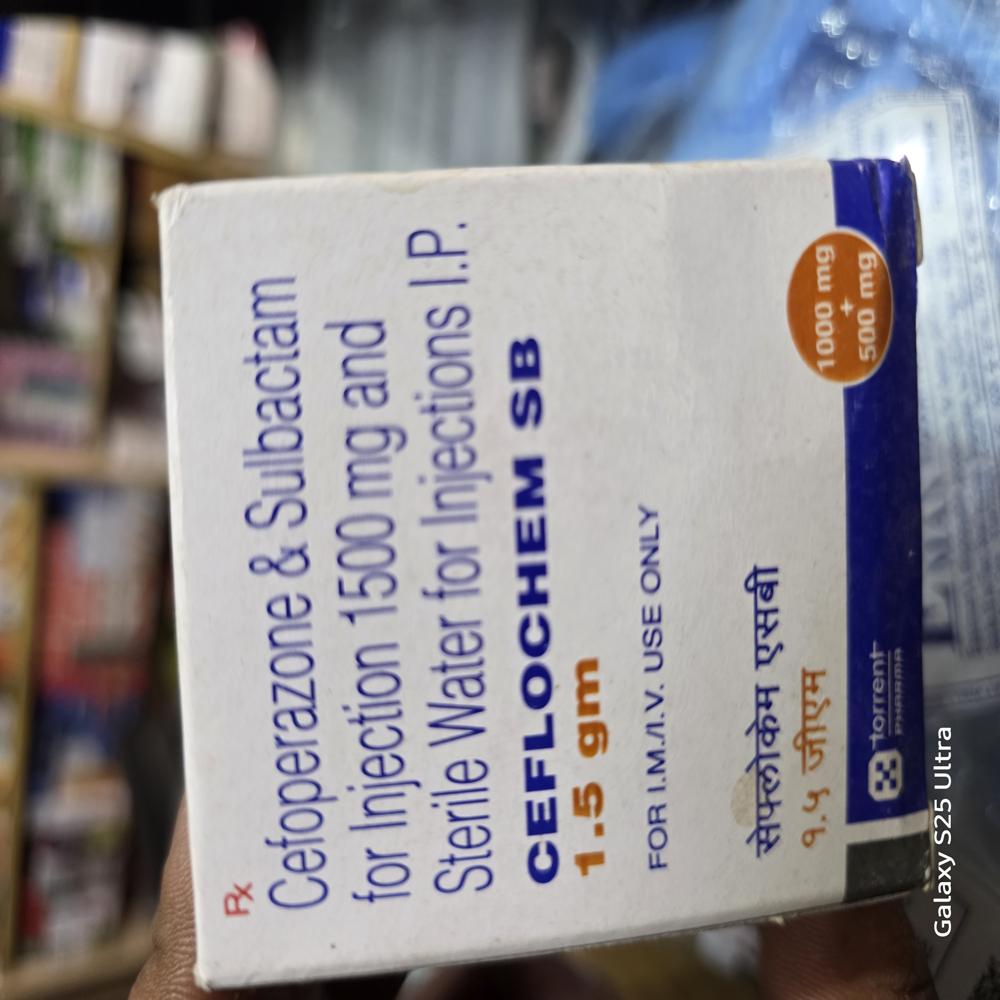 Rx
Cefoperazone & Sulbactam
for Injection 1500 mg and
Sterile Water for Injections I.P.
CEFLOCHEM SB
1.5 gm
FOR I.M./I.V. USE ONLY
सेफ्लोकेम एसबी
१.५ जीएम
torrent
PHARMA
1000 mg
+
500 mg
Galaxy S25 Ultra